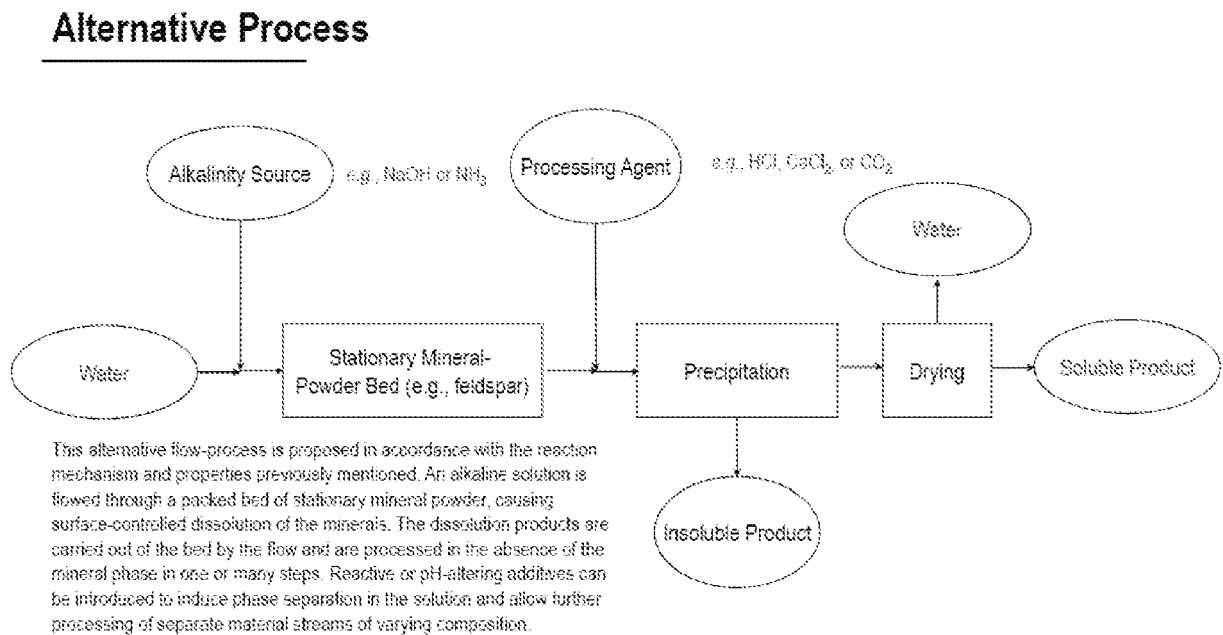 Alternative Process
Alkalinity Source
e.g., NaOH or NH₃
Processing Agent
e.g., HCl, CaCl₂, or CO₂
Water
Water
Stationary Mineral-
Powder Bed (e.g., feldspar)
Precipitation
Drying
Soluble Product
Insoluble Product
This alternative flow-process is proposed in accordance with the reaction
mechanism and properties previously mentioned. An alkaline solution is
flowed through a packed bed of stationary mineral powder, causing
surface-controlled dissolution of the minerals. The dissolution products are
carried out of the bed by the flow and are processed in the absence of the
mineral phase in one or many steps. Reactive or pH-altering additives can
be introduced to induce phase separation in the solution and allow further
processing of separate material streams of varying composition.